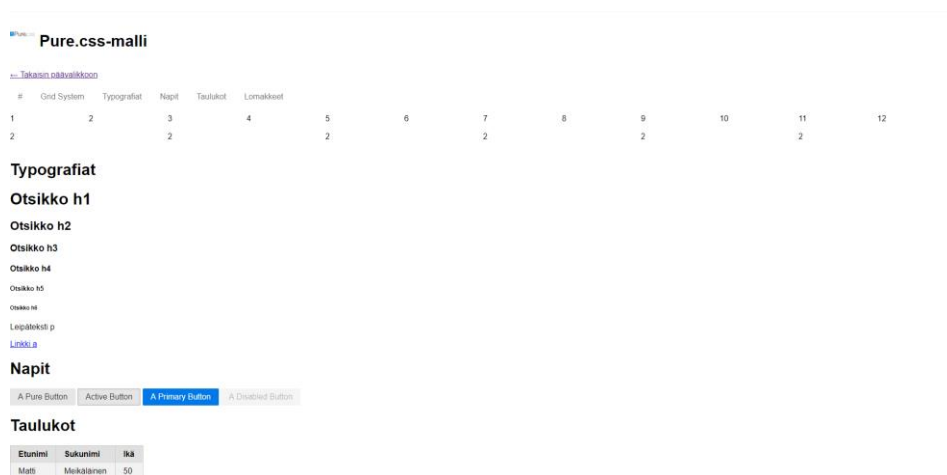 Pure.css
Pure.css-malli
← Takaisin päävalikkoon
# Grid System Typografiat Napit Taulukot Lomakkeet
1 2 3 4 5 6 7 8 9 10 11 12
2 2 2 2 2 2
Typografiat
Otsikko h1
Otsikko h2
Otsikko h3
Otsikko h4
Otsikko h5
Otsikko h6
Leipäteksti p
Linkki a
Napit
A Pure Button Active Button A Primary Button A Disabled Button
Taulukot
Etunimi Sukunimi Ikä
Matti Meikäläinen 50